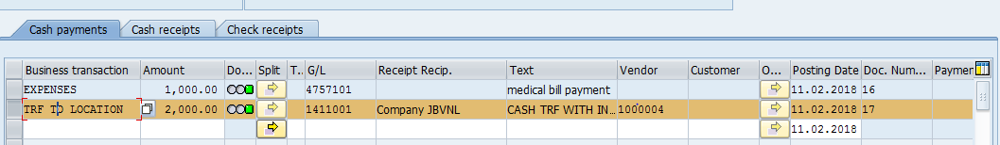 Cash payments Cash receipts Check receipts
Business transaction Amount Do... Split T.. G/L Receipt Recip. Text Vendor Customer O... Posting Date Doc. Num... Paymen
EXPENSES 1,000.00 4757101 medical bill payment 11.02.2018 16
TRF TO LOCATION 2,000.00 1411001 Company JBVNL CASH TRF WITH IN... 1000004 11.02.2018 17
11.02.2018